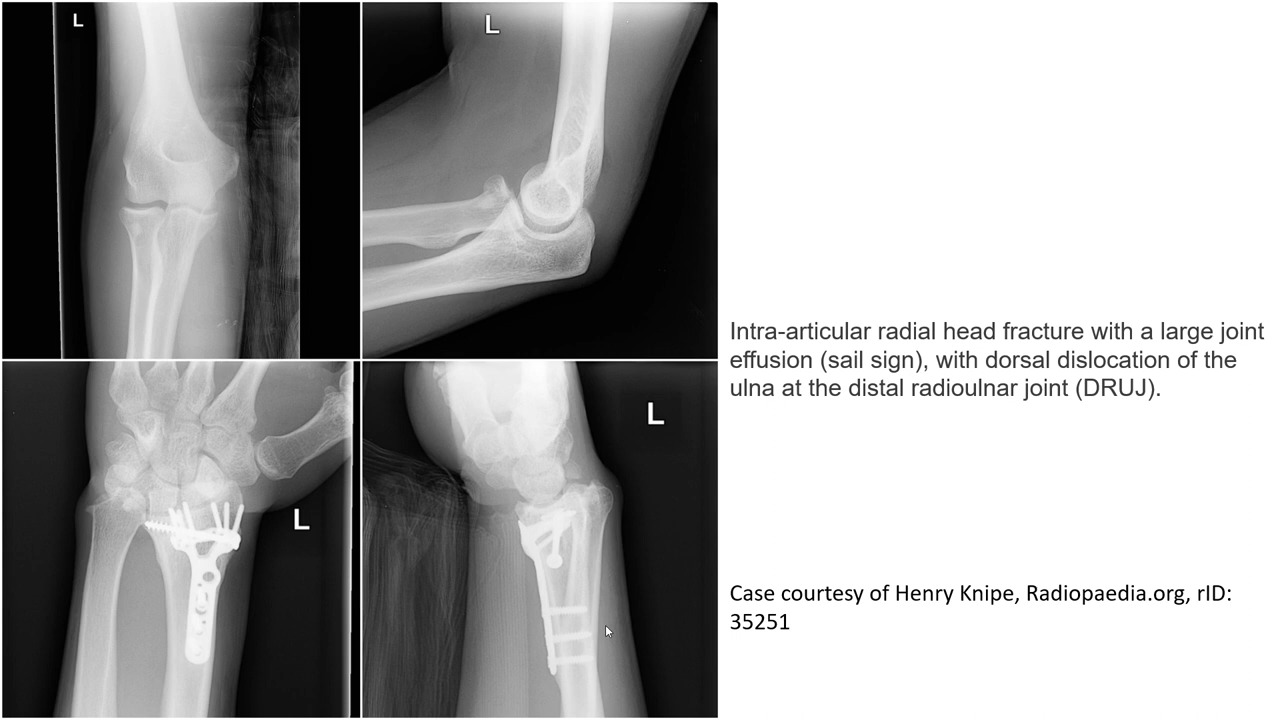 L
L
L
L
Intra-articular radial head fracture with a large joint
effusion (sail sign), with dorsal dislocation of the
ulna at the distal radioulnar joint (DRUJ).
Case courtesy of Henry Knipe, Radiopaedia.org, rID:
35251